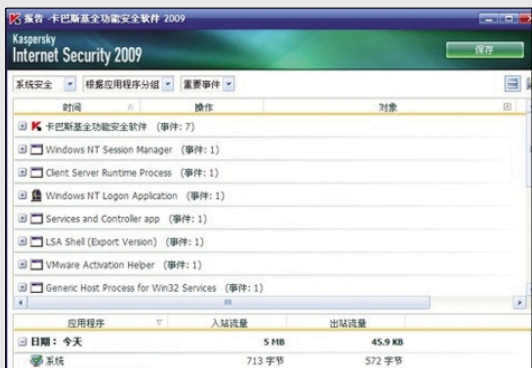 报告 - 卡巴斯基全功能安全软件 2009
Kaspersky
Internet Security 2009
保存
系统安全 根据应用程序分组 重要事件
时间 操作 对象
卡巴斯基全功能安全软件 (事件: 7)
Windows NT Session Manager (事件: 1)
Client Server Runtime Process (事件: 1)
Windows NT Logon Application (事件: 1)
Services and Controller app (事件: 1)
LSA Shell (Export Version) (事件: 1)
VMware Activation Helper (事件: 1)
Generic Host Process for Win32 Services (事件: 1)
应用程序 入站流量 出站流量
日期: 今天 5 MB 45.9 KB
系统 713 字节 572 字节